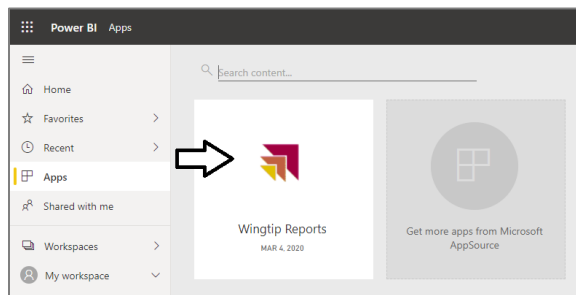 Power BI Apps
Home
Favorites
Recent
Apps
Shared with me
Workspaces
My workspace
Search content...
Wingtip Reports
MAR 4, 2020
Get more apps from Microsoft
AppSource